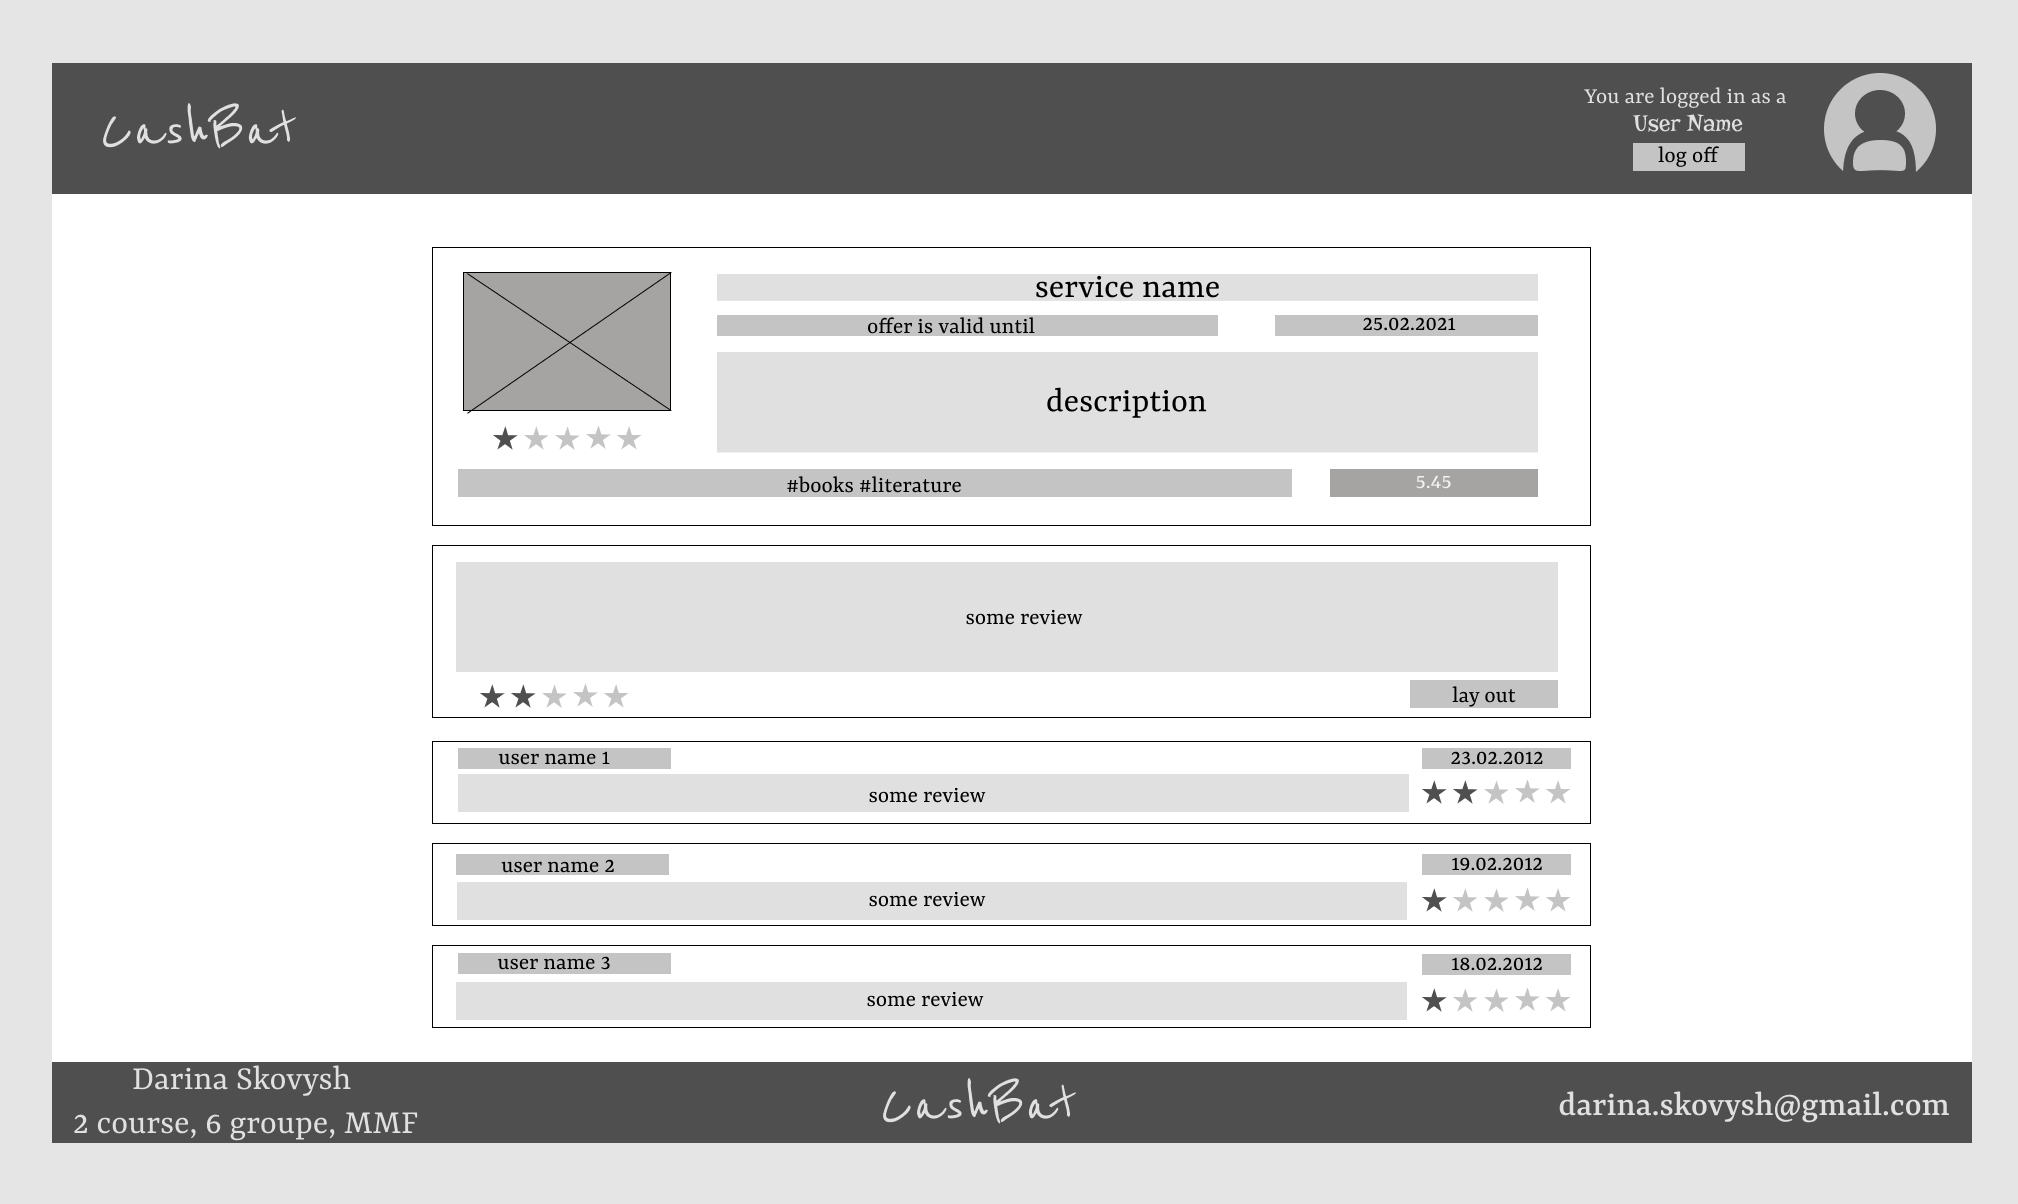 CashBat
You are logged in as a
User Name
log off
service name
offer is valid until
25.02.2021
description
#books #literature
5.45
some review
lay out
user name 1
23.02.2012
some review
user name 2
19.02.2012
some review
user name 3
18.02.2012
some review
Darina Skovysh
2 course, 6 groupe, MMF
CashBat
darina.skovysh@gmail.com